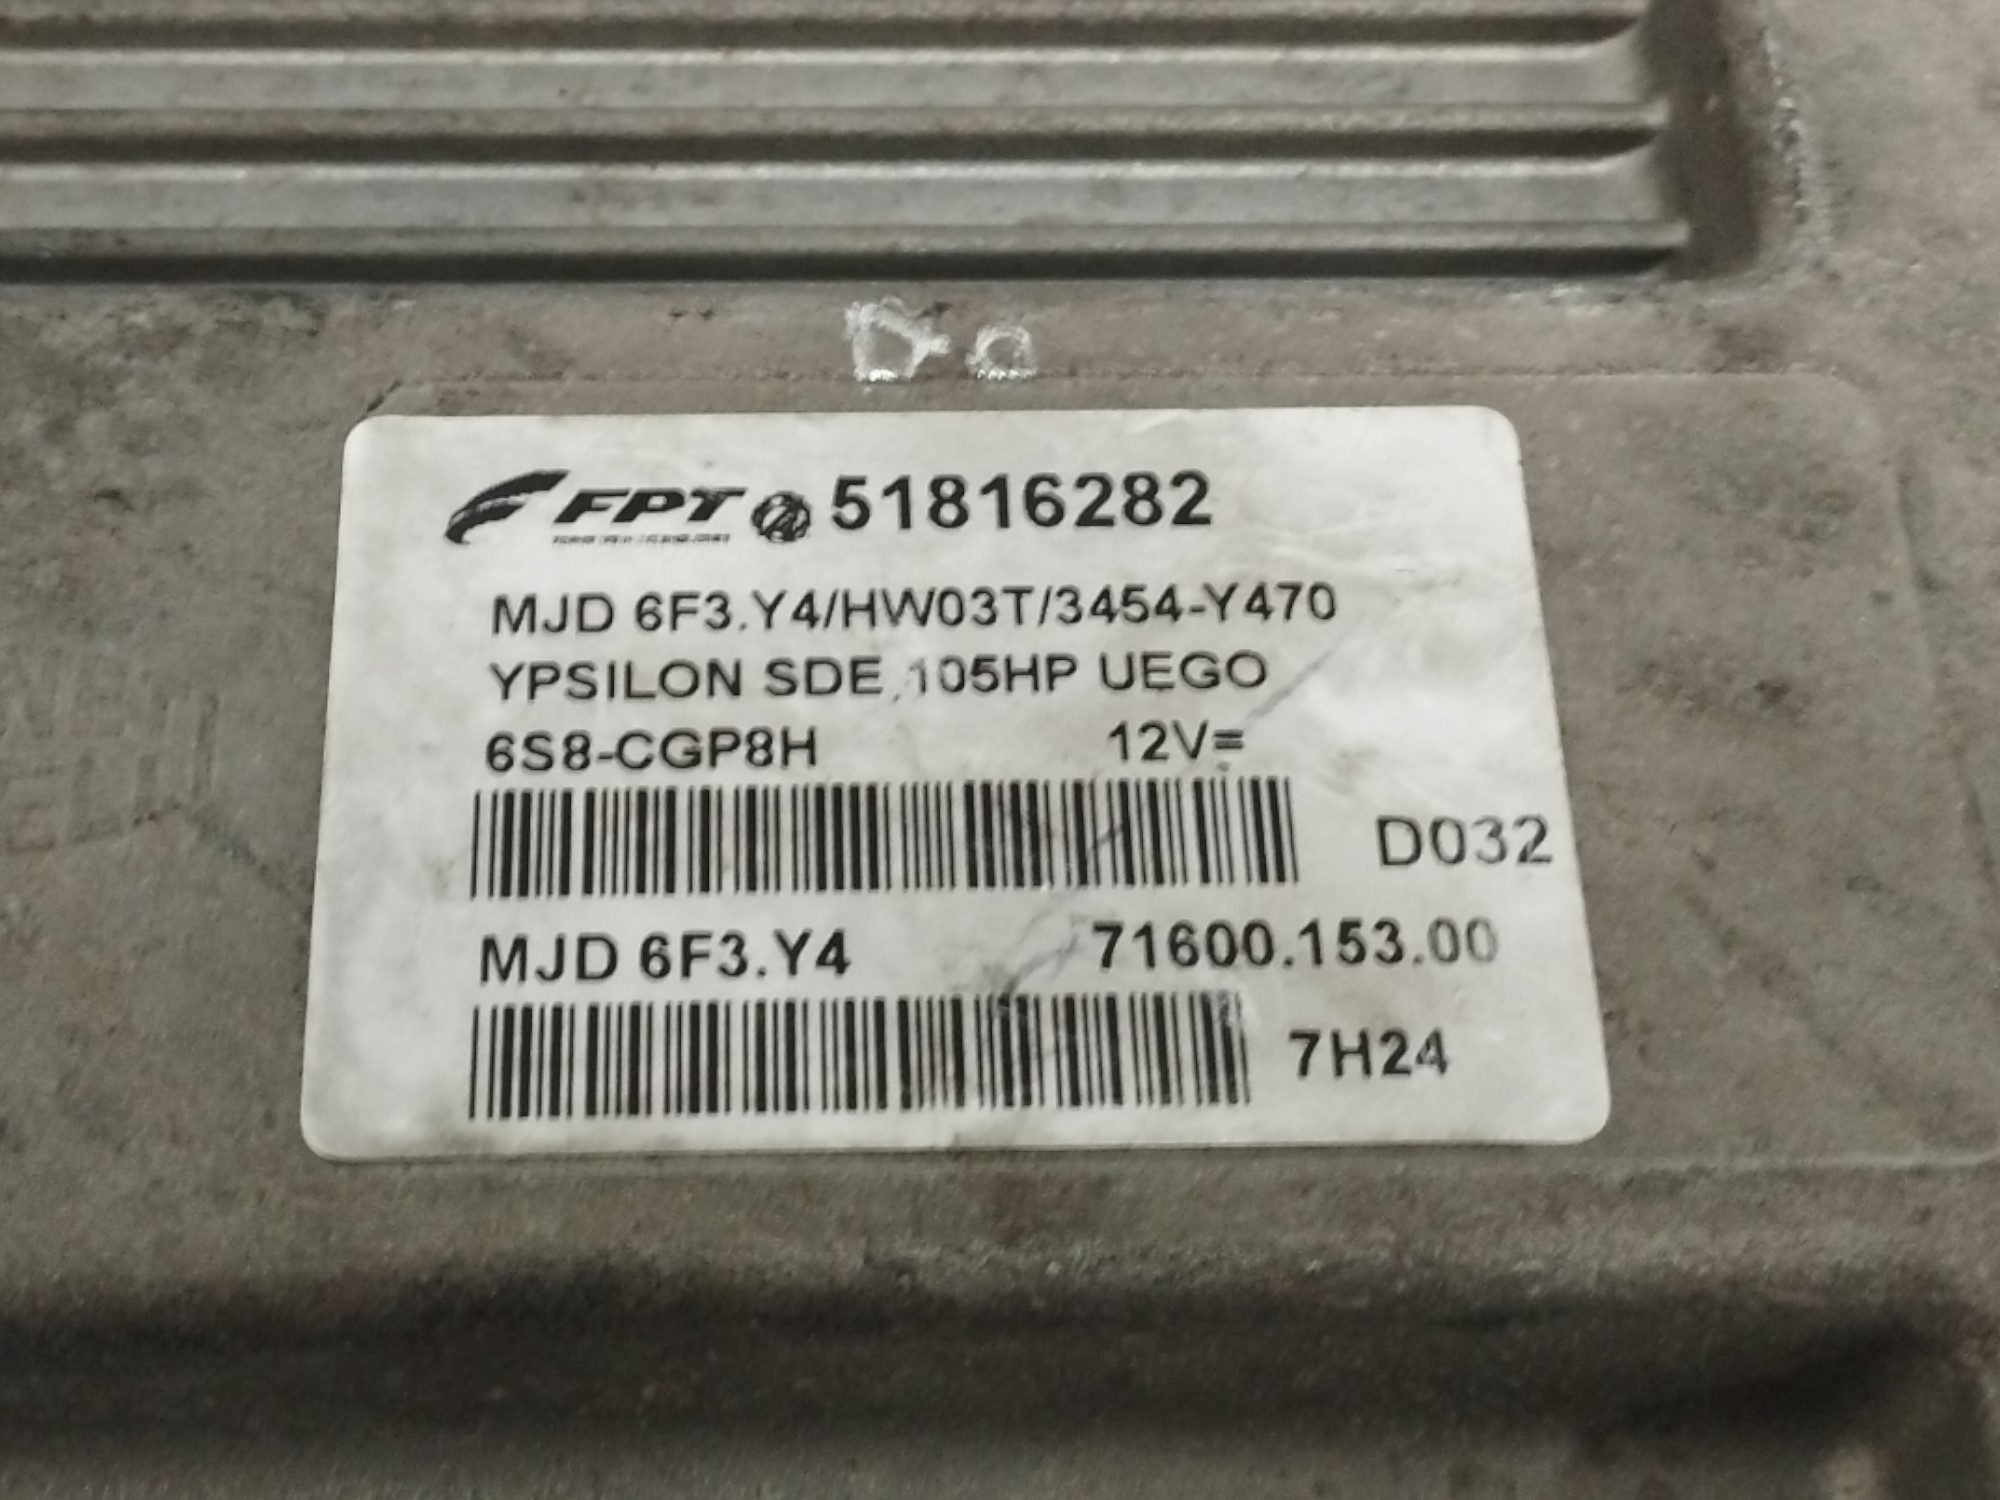 FPT 51816282
MJD 6F3.Y4/HW03T/3454-Y470
YPSILON SDE 105HP UEGO
6S8-CGP8H 12V=
D032
MJD 6F3.Y4 71600.153.00
7H24